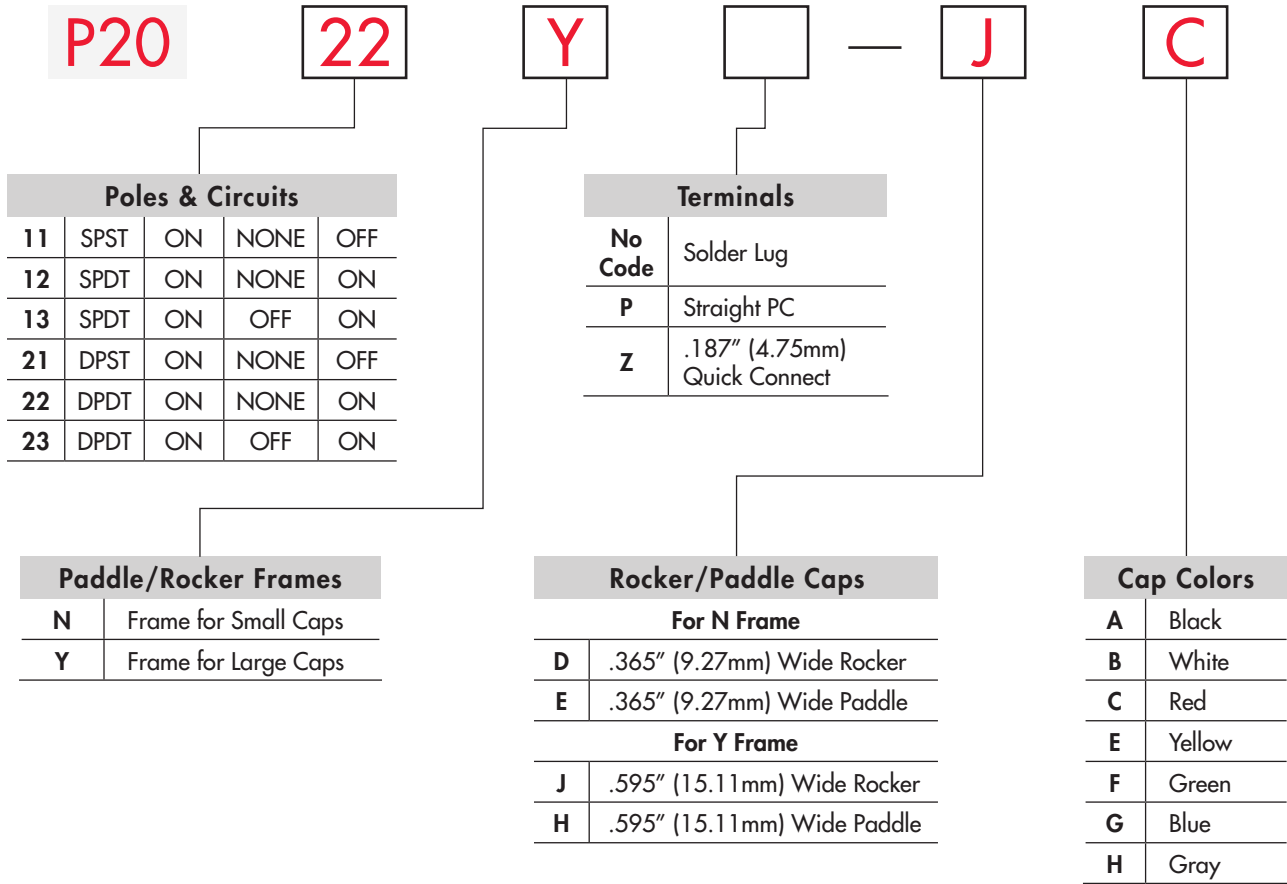 P20 22 Y — J C
Poles & Circuits
11 SPST ON NONE OFF
12 SPDT ON NONE ON
13 SPDT ON OFF ON
21 DPST ON NONE OFF
22 DPDT ON NONE ON
23 DPDT ON OFF ON
Terminals
No Code Solder Lug
P Straight PC
Z .187" (4.75mm)
Quick Connect
Paddle/Rocker Frames
N Frame for Small Caps
Y Frame for Large Caps
Rocker/Paddle Caps
For N Frame
D .365" (9.27mm) Wide Rocker
E .365" (9.27mm) Wide Paddle
For Y Frame
J .595" (15.11mm) Wide Rocker
H .595" (15.11mm) Wide Paddle
Cap Colors
A Black
B White
C Red
E Yellow
F Green
G Blue
H Gray